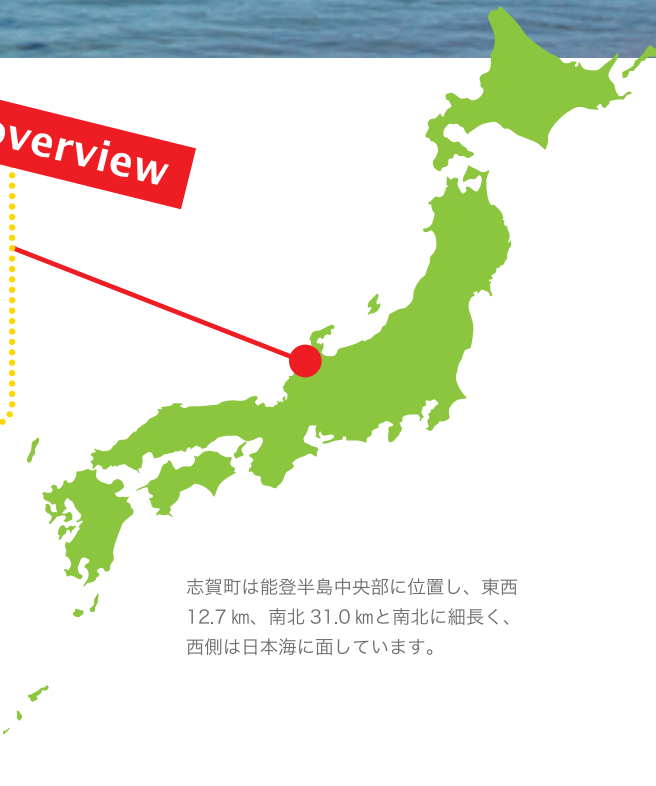 overview
志賀町は能登半島中央部に位置し、東西
12.7 ㎞、南北 31.0 ㎞と南北に細長く、
西側は日本海に面しています。